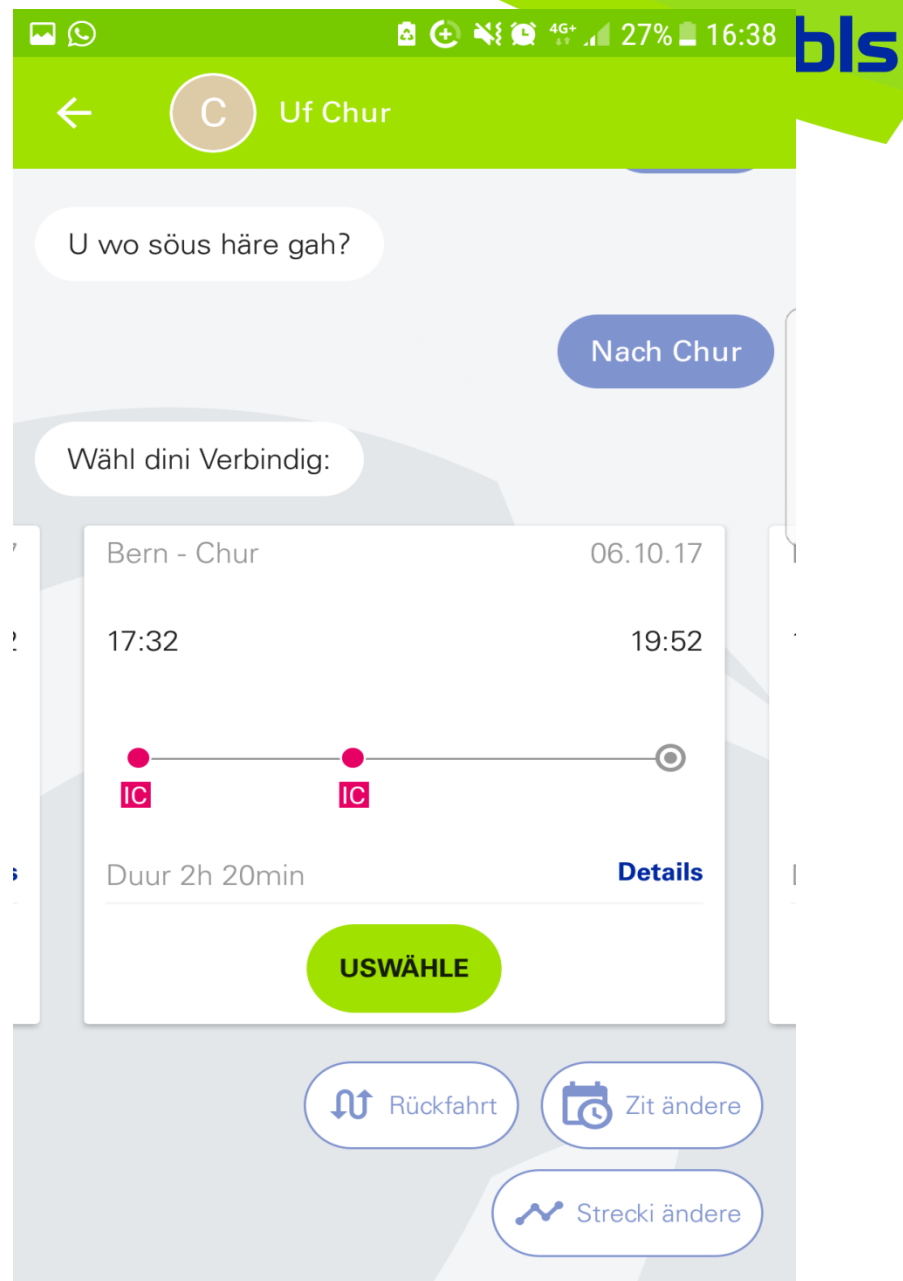 4G+ 27% 16:38
bls
C Uf Chur
U wo söus häre gah?
Nach Chur
Wähl dini Verbindig:
Bern - Chur 06.10.17
17:32 19:52
IC IC
Duur 2h 20min Details
USWÄHLE
Rückfahrt Zit ändere
Strecki ändere